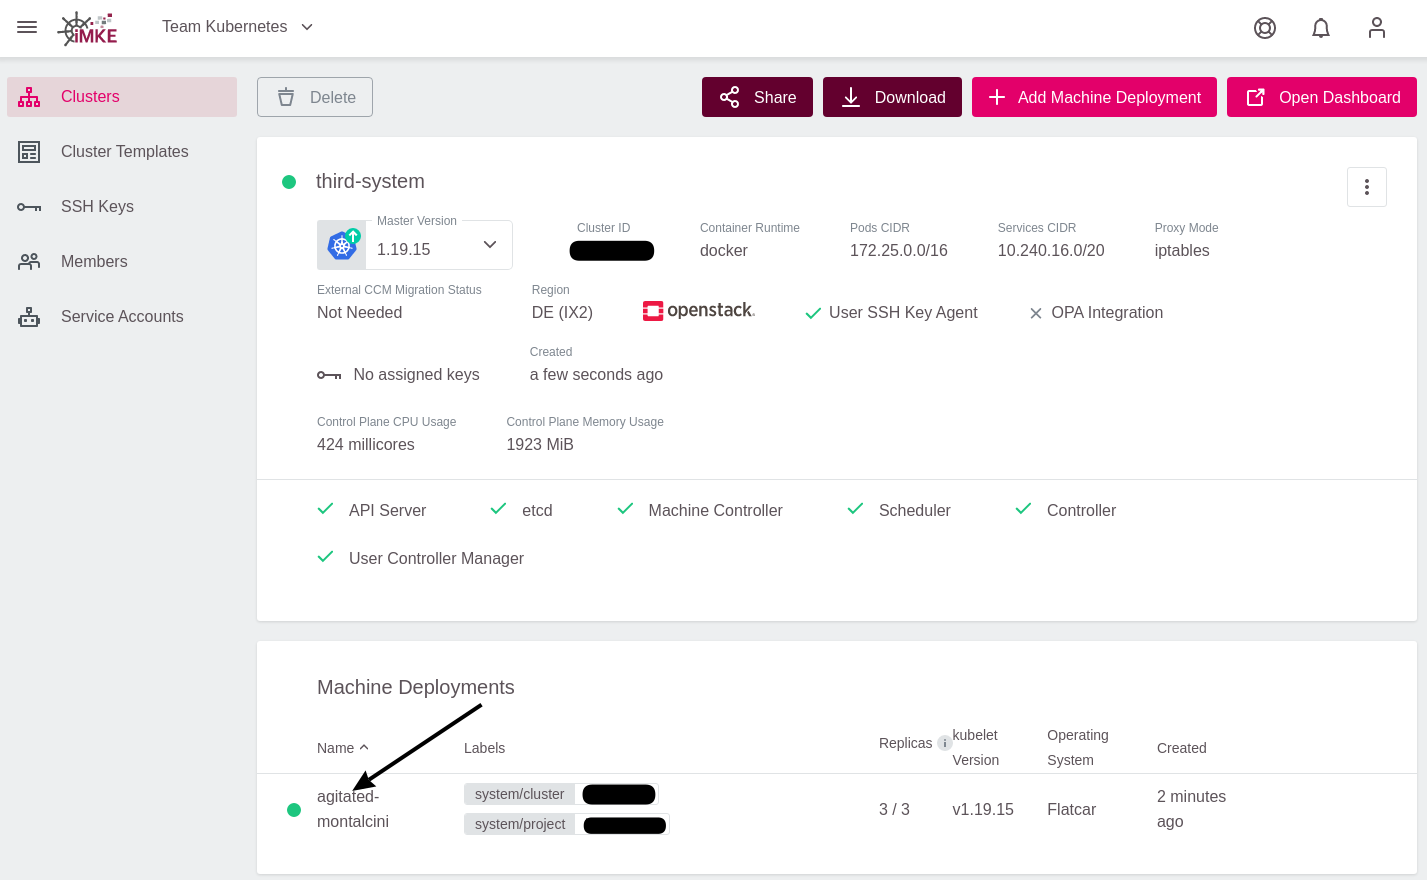 iMKE
Team Kubernetes
Clusters
Cluster Templates
SSH Keys
Members
Service Accounts
Delete
Share
Download
Add Machine Deployment
Open Dashboard
third-system
Master Version
1.19.15
Cluster ID
Container Runtime
docker
Pods CIDR
172.25.0.0/16
Services CIDR
10.240.16.0/20
Proxy Mode
iptables
External CCM Migration Status
Not Needed
Region
DE (IX2)
openstack.
User SSH Key Agent
OPA Integration
No assigned keys
Created
a few seconds ago
Control Plane CPU Usage
424 millicores
Control Plane Memory Usage
1923 MiB
API Server
etcd
Machine Controller
Scheduler
Controller
User Controller Manager
Machine Deployments
Name
Labels
Replicas
kubelet
Version
Operating
System
Created
agitated-
montalcini
system/cluster
system/project
3 / 3
v1.19.15
Flatcar
2 minutes
ago